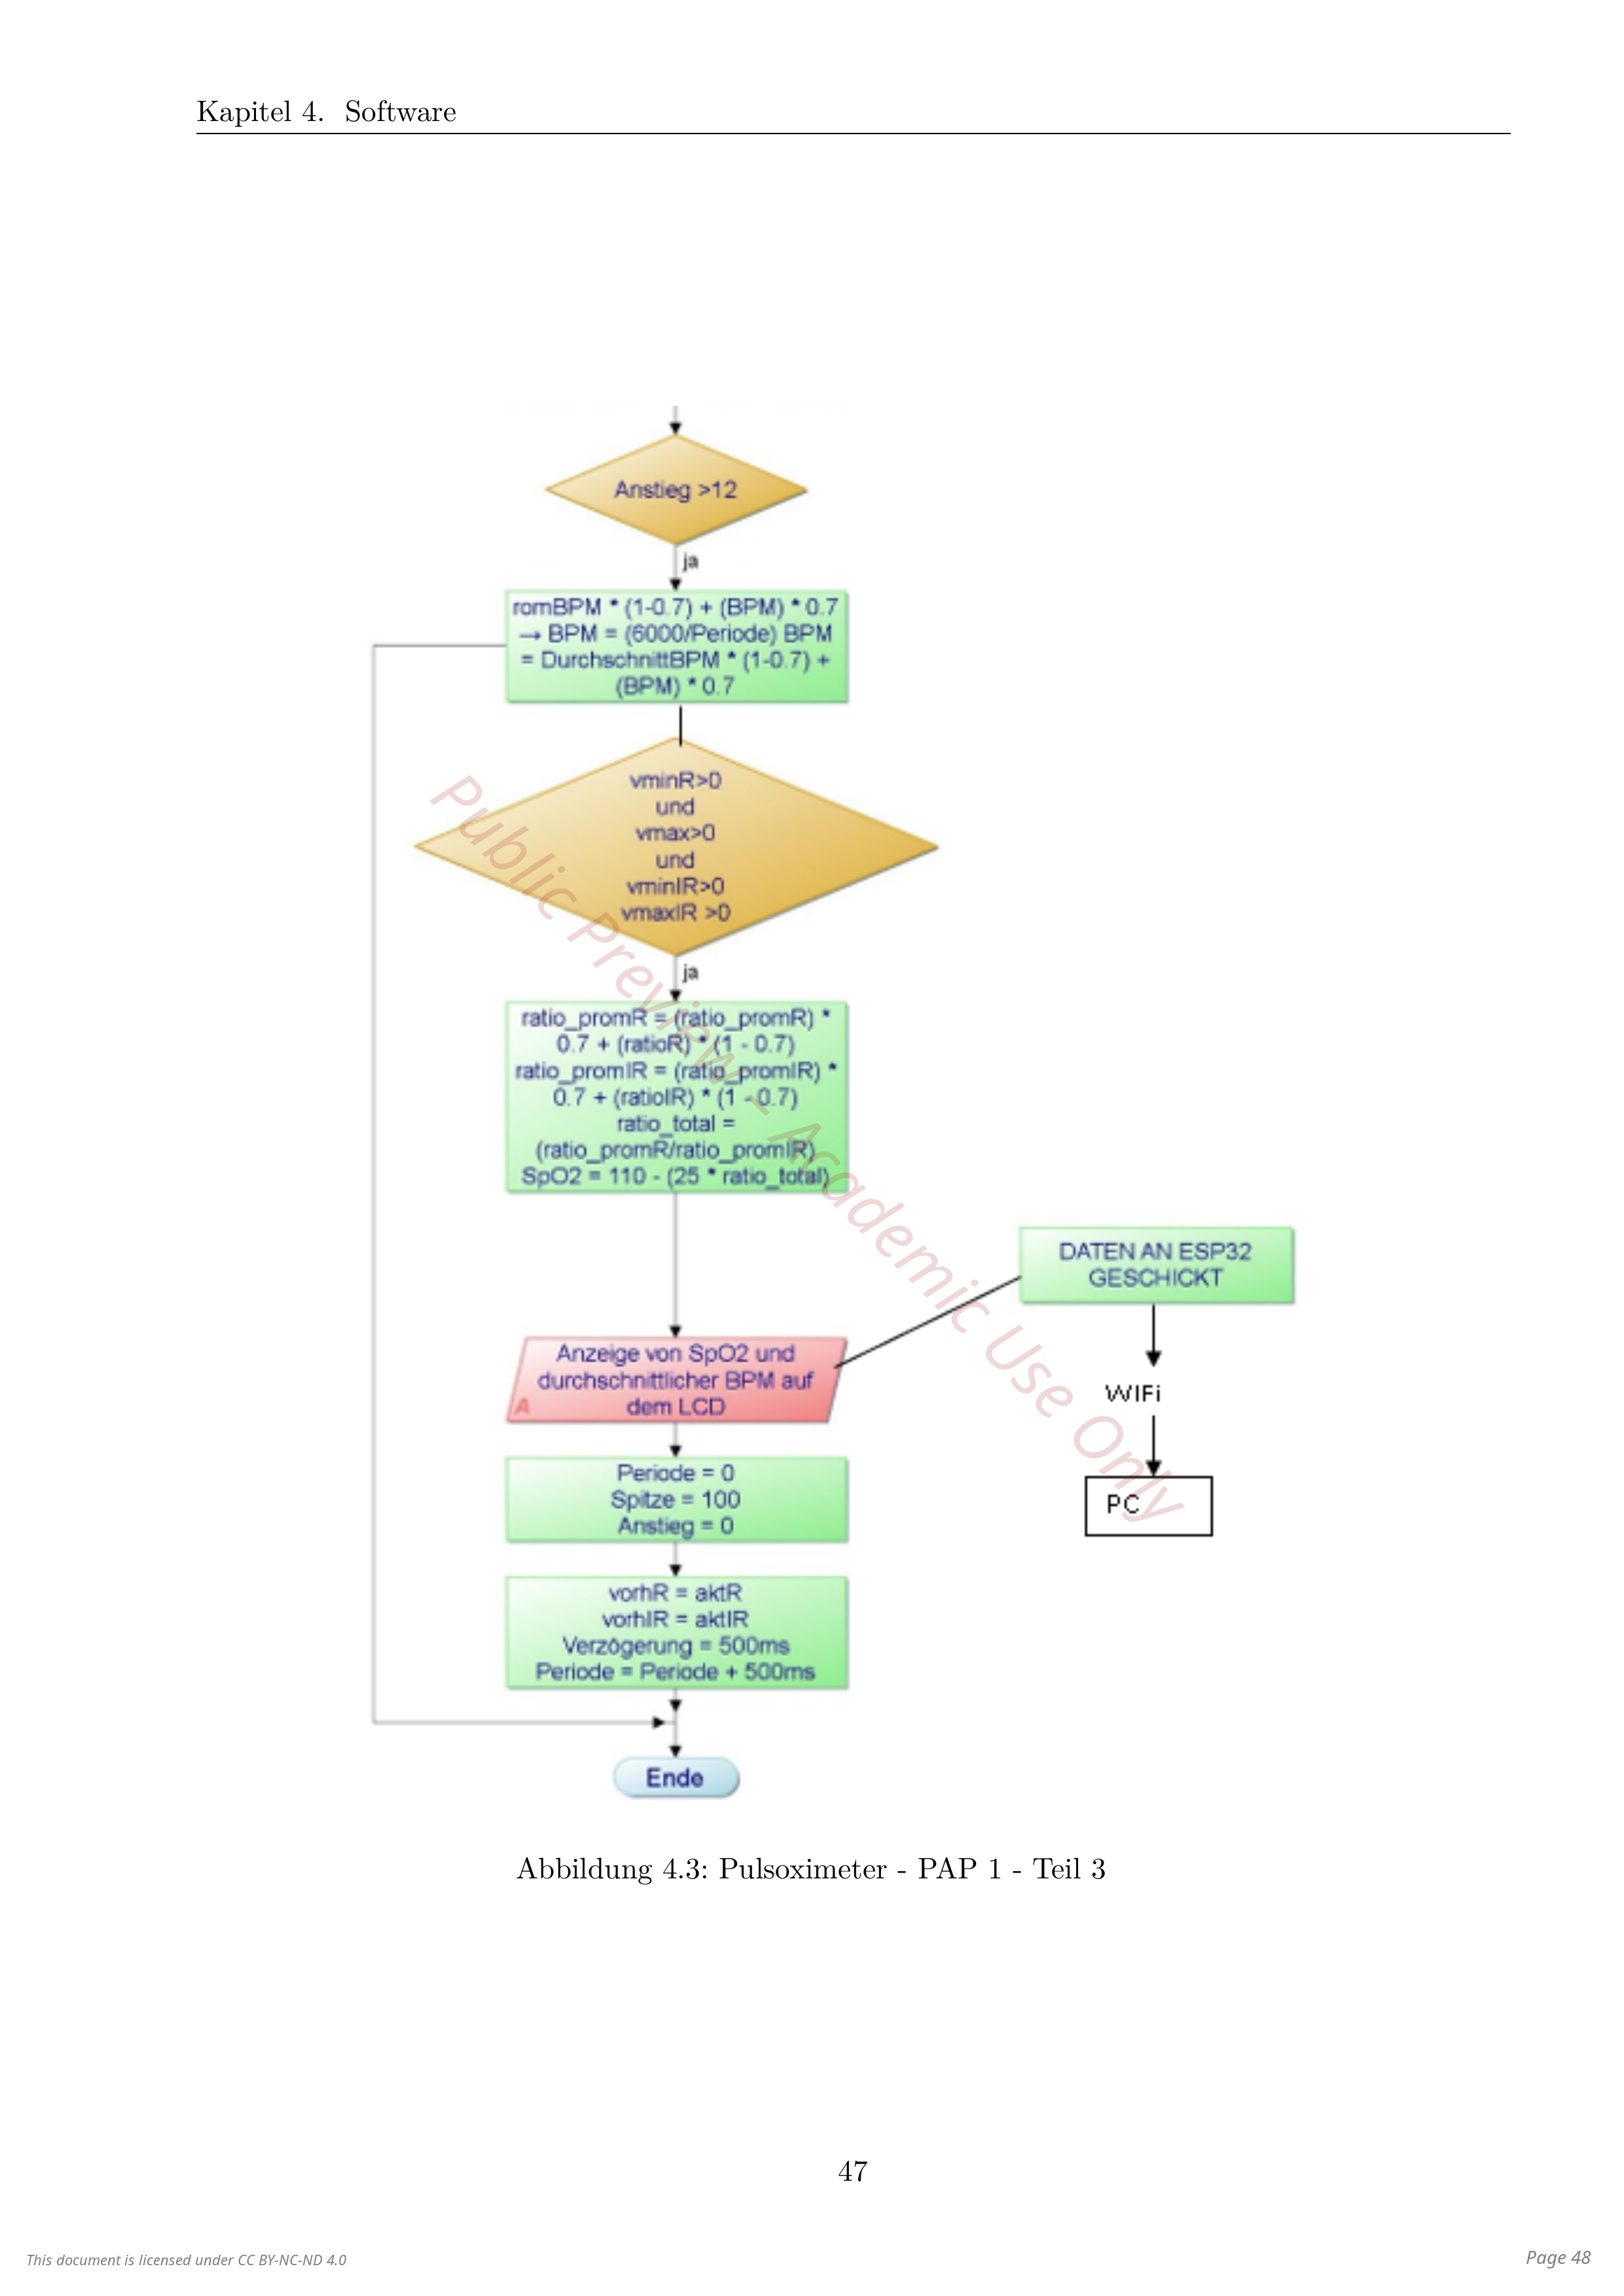 Kapitel 4. Software
Anstieg >12
ja
romBPM * (1-0.7) + (BPM) * 0.7
→ BPM = (6000/Periode) BPM
= DurchschnittBPM * (1-0.7) +
(BPM) * 0.7
vminR>0
und
vmax>0
und
vminIR>0
vmaxIR >0
ja
ratio_promR = (ratio_promR) *
0.7 + (ratioR) * (1 - 0.7)
ratio_promIR = (ratio_promIR) *
0.7 + (ratioIR) * (1 - 0.7)
ratio_total =
(ratio_promR/ratio_promIR)
SpO2 = 110 - (25 * ratio_total)
DATEN AN ESP32
GESCHICKT
WIFi
PC
Anzeige von SpO2 und
durchschnittlicher BPM auf
dem LCD
A
Periode = 0
Spitze = 100
Anstieg = 0
vorhR = aktR
vorhIR = aktIR
Verzögerung = 500ms
Periode = Periode + 500ms
Ende
Abbildung 4.3: Pulsoximeter - PAP 1 - Teil 3
47
Public Preview - Academic Use Only
This document is licensed under CC BY-NC-ND 4.0
Page 48